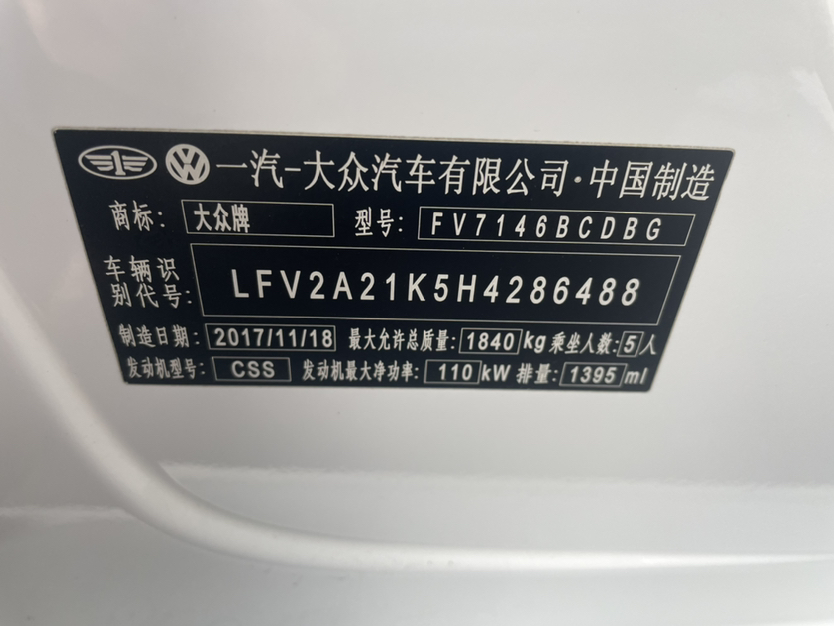 一汽-大众汽车有限公司·中国制造
商标: 大众牌 型号: FV7146BCDBG
车辆识别代号: LFV2A21K5H4286488
制造日期: 2017/11/18 最大允许总质量: 1840 kg 乘坐人数: 5 人
发动机型号: CSS 发动机最大净功率: 110 kW 排量: 1395 ml